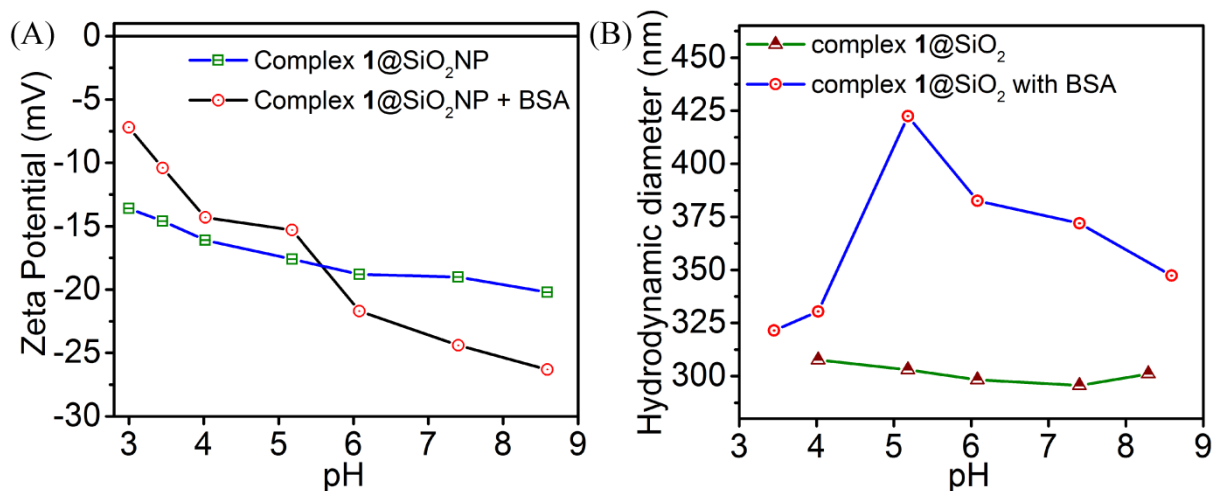 (A)
0
-5
-10
-15
-20
-25
-30
Zeta Potential (mV)
Complex 1@SiO₂NP
Complex 1@SiO₂NP + BSA
3 4 5 6 7 8 9
pH
(B)
450
425
400
375
350
325
300
Hydrodynamic diameter (nm)
complex 1@SiO₂
complex 1@SiO₂ with BSA
3 4 5 6 7 8 9
pH